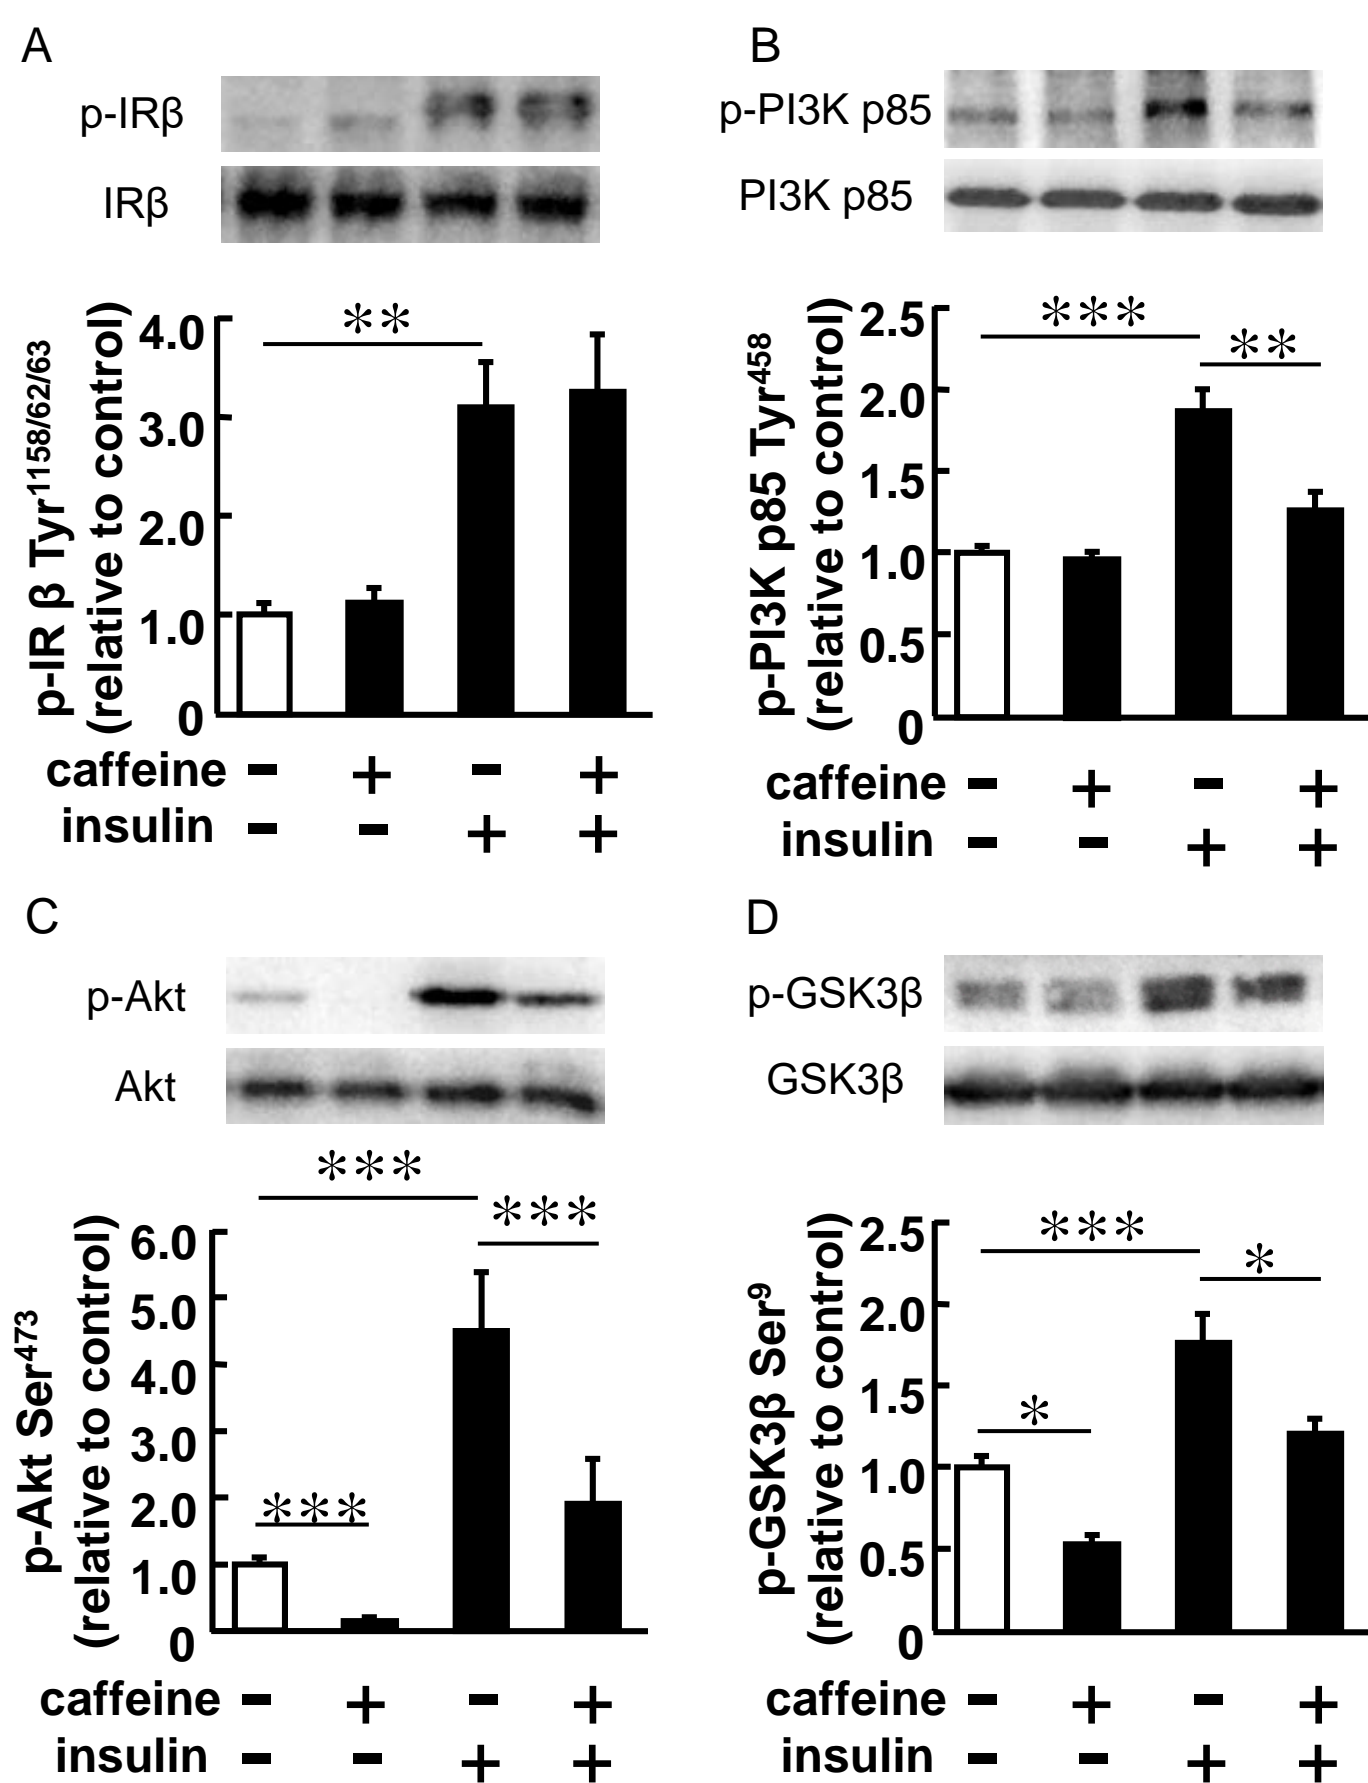 A
p-IRβ
IRβ
**
p-IR β Tyr1158/62/63
(relative to control)
4.0
3.0
2.0
1.0
0
caffeine - + - +
insulin - - + +
B
p-PI3K p85
PI3K p85
***
**
p-PI3K p85 Tyr458
(relative to control)
2.5
2.0
1.5
1.0
0.5
0
caffeine - + - +
insulin - - + +
C
p-Akt
Akt
***
***
***
p-Akt Ser473
(relative to control)
6.0
5.0
4.0
3.0
2.0
1.0
0
caffeine - + - +
insulin - - + +
D
p-GSK3β
GSK3β
***
*
*
p-GSK3β Ser9
(relative to control)
2.5
2.0
1.5
1.0
0.5
0
caffeine - + - +
insulin - - + +